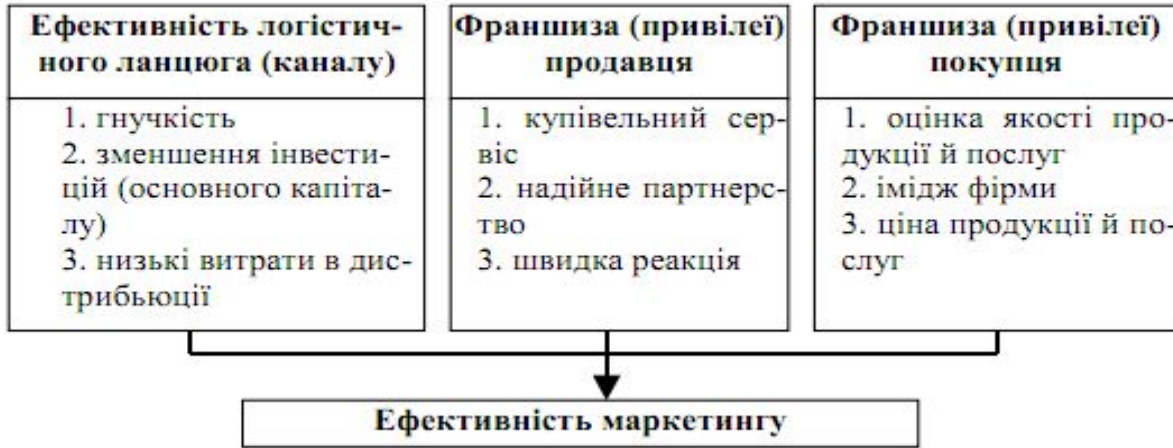 Ефективність логістич-
ного ланцюга (каналу)
1. гнучкість
2. зменшення інвести-
цій (основного капіта-
лу)
3. низькі витрати в дис-
трибьюції
Франшиза (привілеї)
продавця
1. купівельний сер-
віс
2. надійне партнерс-
тво
3. швидка реакція
Франшиза (привілеї)
покупця
1. оцінка якості про-
дукції й послуг
2. імідж фірми
3. ціна продукції й по-
слуг
Ефективність маркетингу